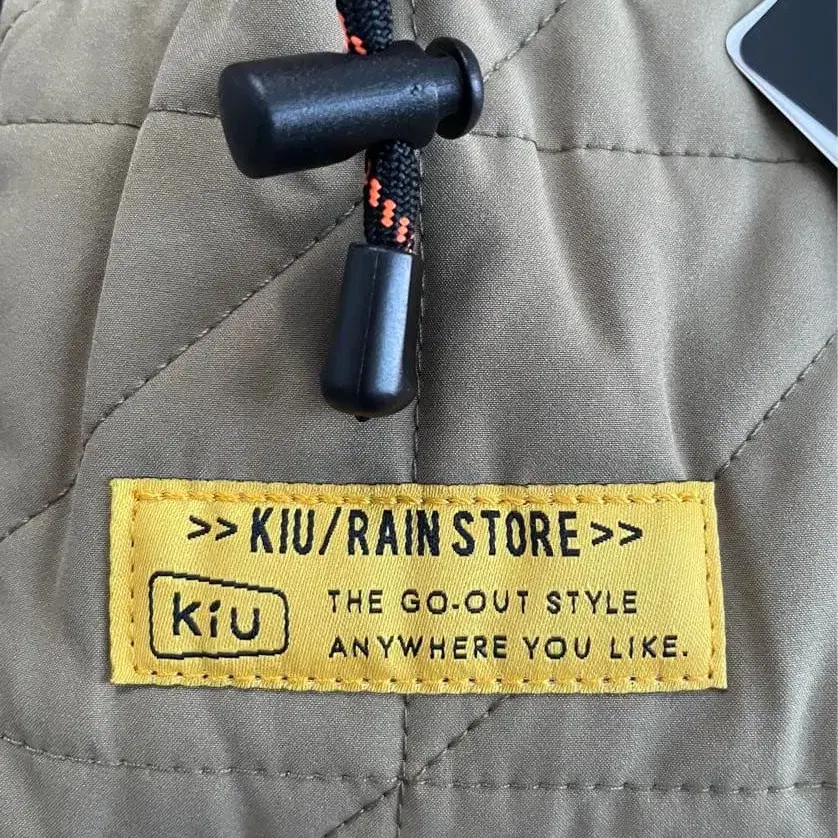 >> KIU/RAIN STORE >>
kiu
THE GO-OUT STYLE
ANYWHERE YOU LIKE.